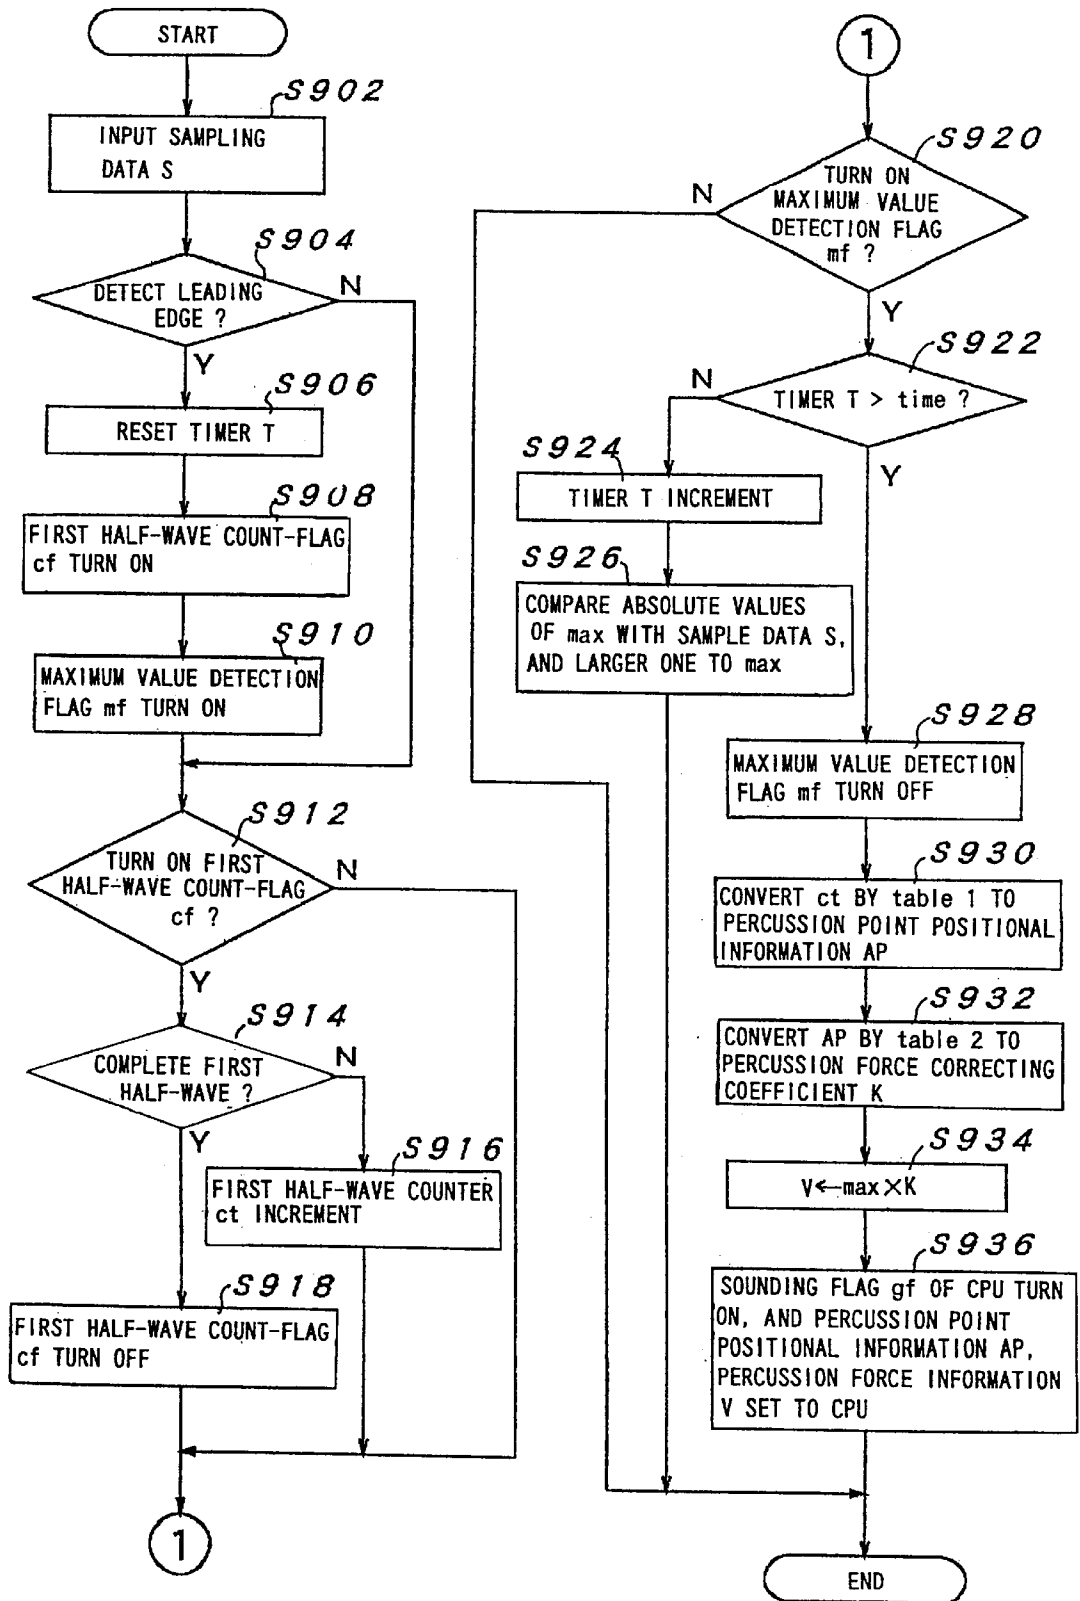 START
S902
INPUT SAMPLING
DATA S
S904
DETECT LEADING
EDGE ?
N
Y
S906
RESET TIMER T
S908
FIRST HALF-WAVE COUNT-FLAG
cf TURN ON
S910
MAXIMUM VALUE DETECTION
FLAG mf TURN ON
S912
TURN ON FIRST
HALF-WAVE COUNT-FLAG
cf ?
N
Y
S914
COMPLETE FIRST
HALF-WAVE ?
N
Y
S916
FIRST HALF-WAVE COUNTER
ct INCREMENT
S918
FIRST HALF-WAVE COUNT-FLAG
cf TURN OFF
1
1
S920
TURN ON
MAXIMUM VALUE
DETECTION FLAG
mf ?
N
Y
S922
TIMER T > time ?
N
Y
S924
TIMER T INCREMENT
S926
COMPARE ABSOLUTE VALUES
OF max WITH SAMPLE DATA S,
AND LARGER ONE TO max
S928
MAXIMUM VALUE DETECTION
FLAG mf TURN OFF
S930
CONVERT ct BY table 1 TO
PERCUSSION POINT POSITIONAL
INFORMATION AP
S932
CONVERT AP BY table 2 TO
PERCUSSION FORCE CORRECTING
COEFFICIENT K
S934
V←max×K
S936
SOUNDING FLAG gf OF CPU TURN
ON, AND PERCUSSION POINT
POSITIONAL INFORMATION AP,
PERCUSSION FORCE INFORMATION
V SET TO CPU
END